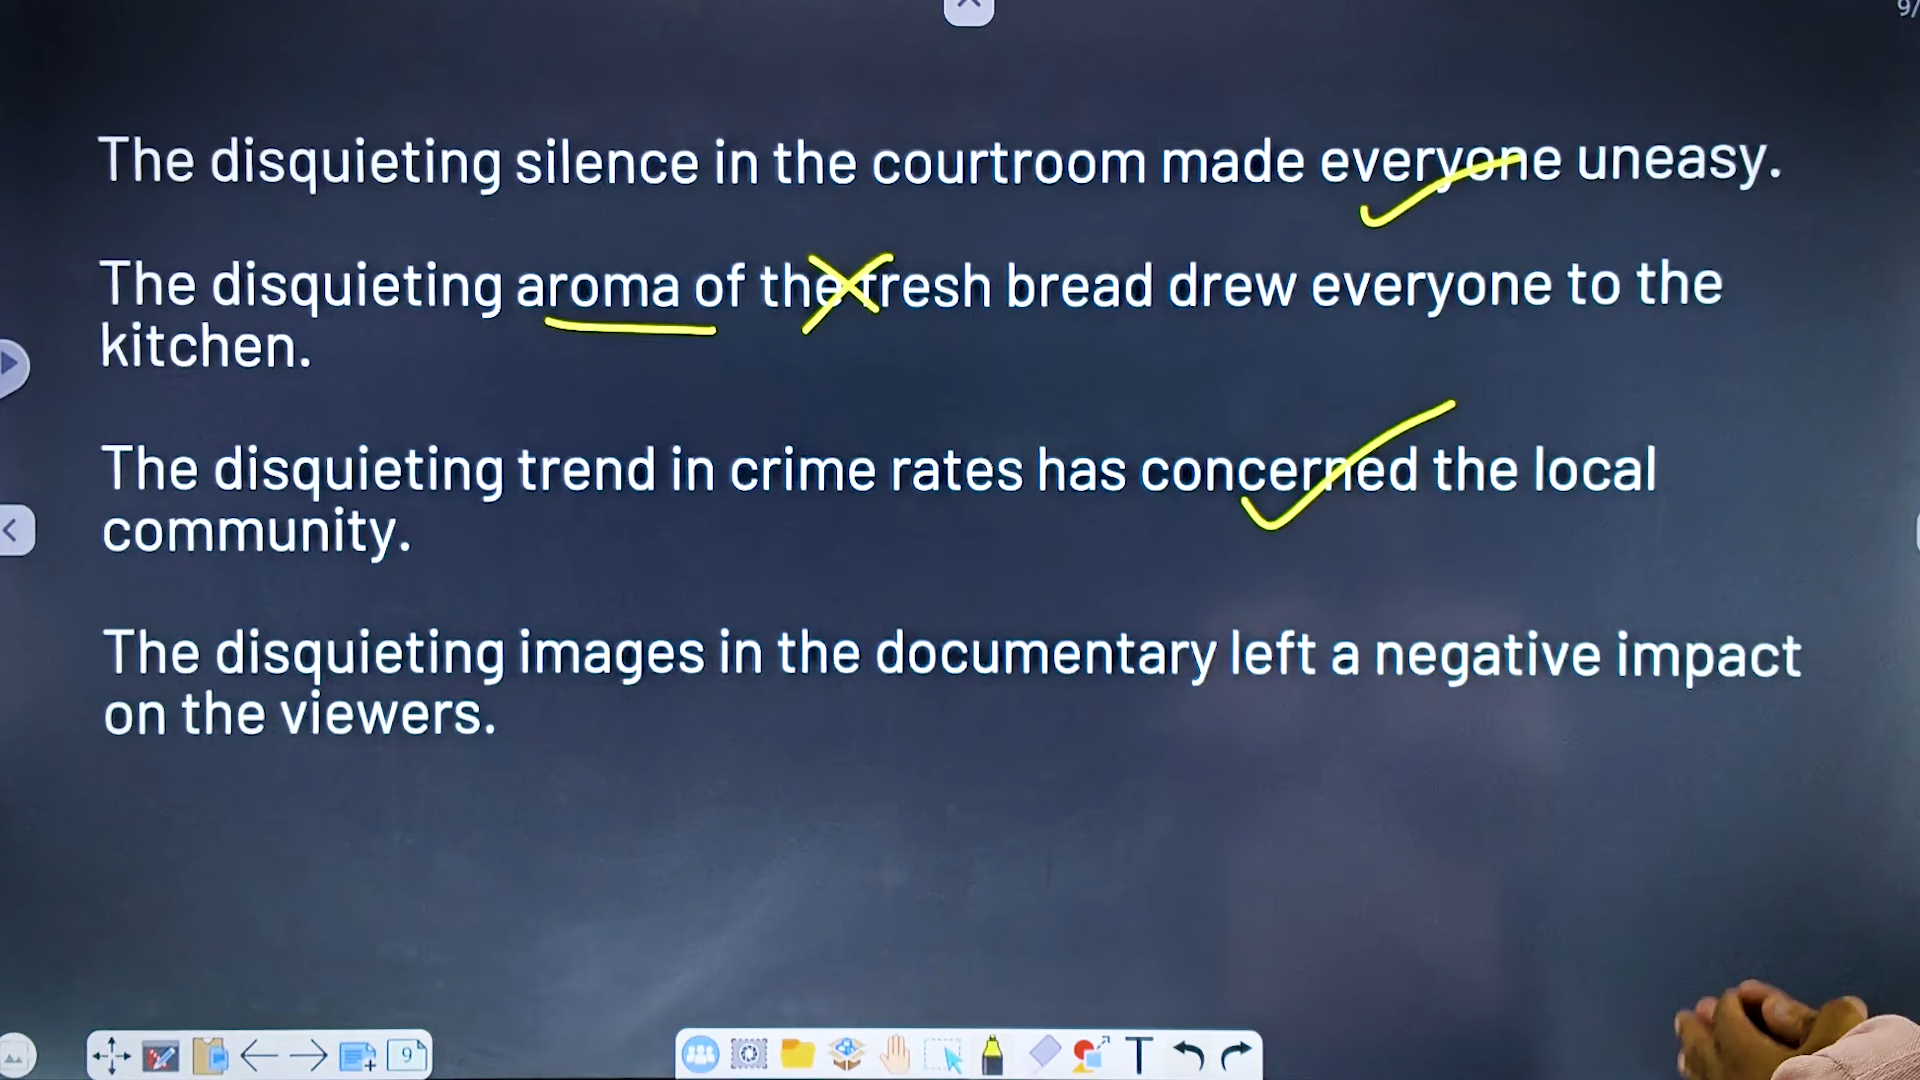 9/
The disquieting silence in the courtroom made everyone uneasy.
The disquieting aroma of the fresh bread drew everyone to the
kitchen.
The disquieting trend in crime rates has concerned the local
community.
The disquieting images in the documentary left a negative impact
on the viewers.
9
T